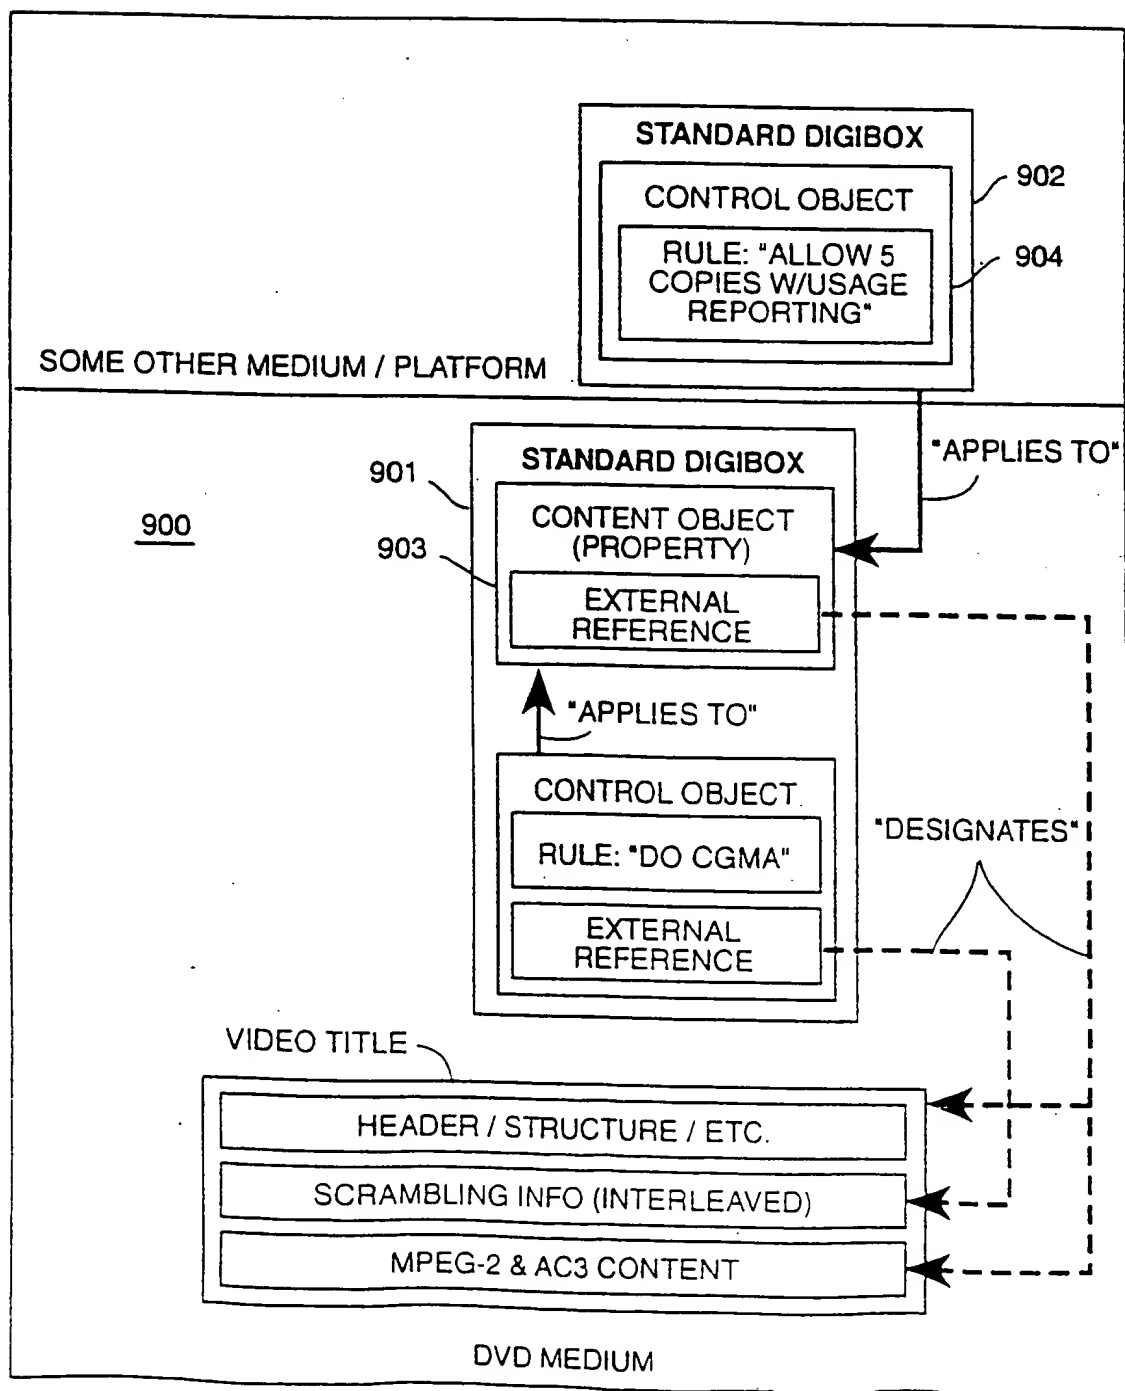 STANDARD DIGIBOX
CONTROL OBJECT
902
RULE: "ALLOW 5
COPIES W/USAGE
REPORTING"
904
SOME OTHER MEDIUM / PLATFORM
"APPLIES TO"
STANDARD DIGIBOX
901
CONTENT OBJECT
(PROPERTY)
900
903
EXTERNAL
REFERENCE
"APPLIES TO"
CONTROL OBJECT
"DESIGNATES"
RULE: "DO CGMA"
EXTERNAL
REFERENCE
VIDEO TITLE
HEADER / STRUCTURE / ETC.
SCRAMBLING INFO (INTERLEAVED)
MPEG-2 & AC3 CONTENT
DVD MEDIUM